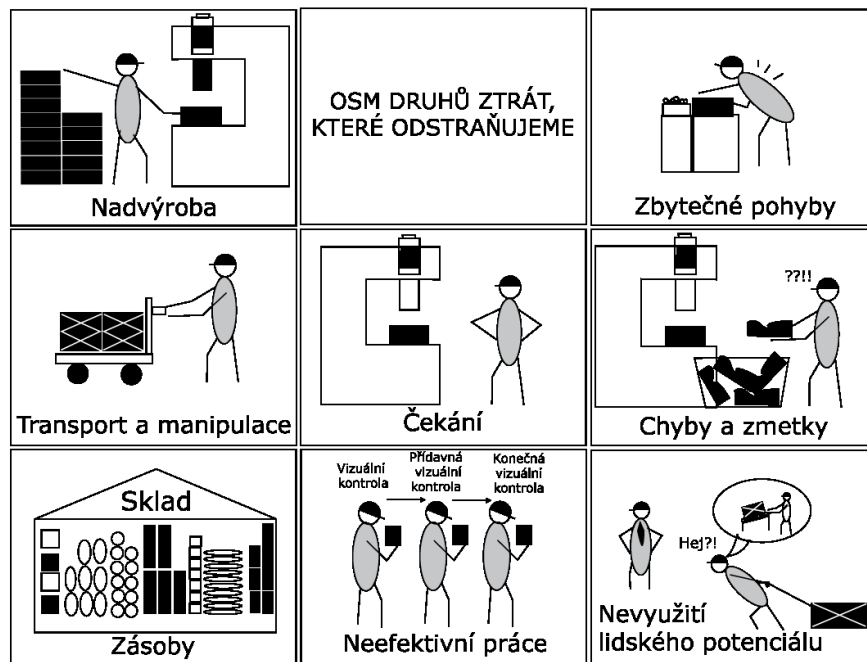 OSM DRUHŮ ZTRÁT,
KTERÉ ODSTRAŇUJEME
Nadvýroba
Zbytečné pohyby
Transport a manipulace
Čekání
??!!
Chyby a zmetky
Sklad
Zásoby
Vizuální
kontrola
Přídavná
vizuální
kontrola
Konečná
vizuální
kontrola
Neefektivní práce
Hej?!
Nevyužití
lidského potenciálu